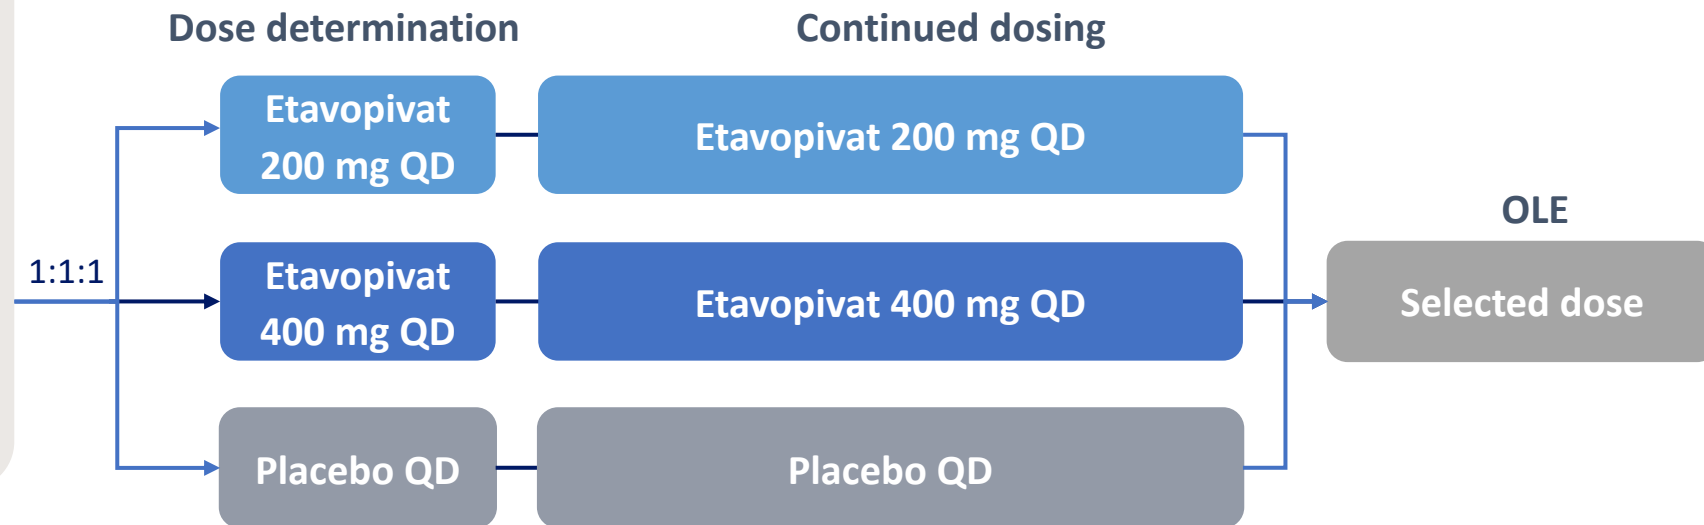 Dose determination
Continued dosing
Etavopivat
200 mg QD
Etavopivat 200 mg QD
OLE
1:1:1
Etavopivat
400 mg QD
Etavopivat 400 mg QD
Selected dose
Placebo QD
Placebo QD